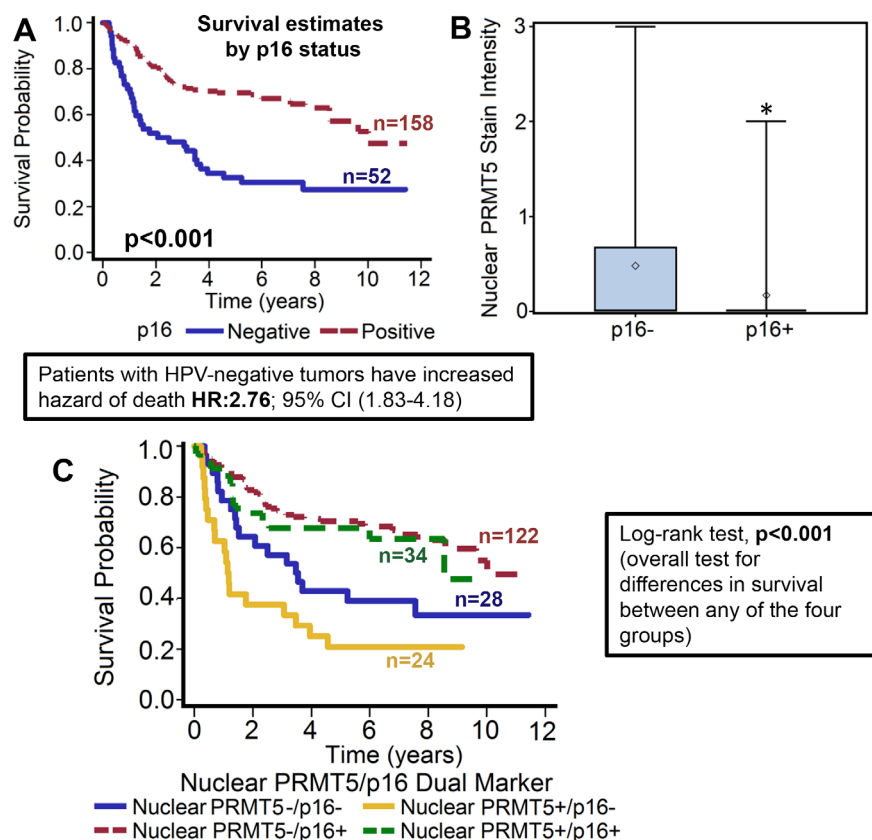 A
Survival estimates
by p16 status
Survival Probability
1.0
0.8
0.6
0.4
0.2
0.0
n=158
n=52
p<0.001
0 2 4 6 8 10 12
Time (years)
p16 Negative Positive
B
Nuclear PRMT5 Stain Intensity
3
2
1
0
*
p16- p16+
Patients with HPV-negative tumors have increased
hazard of death HR:2.76; 95% CI (1.83-4.18)
C
Survival Probability
1.0
0.8
0.6
0.4
0.2
0.0
n=122
n=34
n=28
n=24
0 2 4 6 8 10 12
Time (years)
Nuclear PRMT5/p16 Dual Marker
Nuclear PRMT5-/p16- Nuclear PRMT5+/p16-
Nuclear PRMT5-/p16+ Nuclear PRMT5+/p16+
Log-rank test, p<0.001
(overall test for
differences in survival
between any of the four
groups)